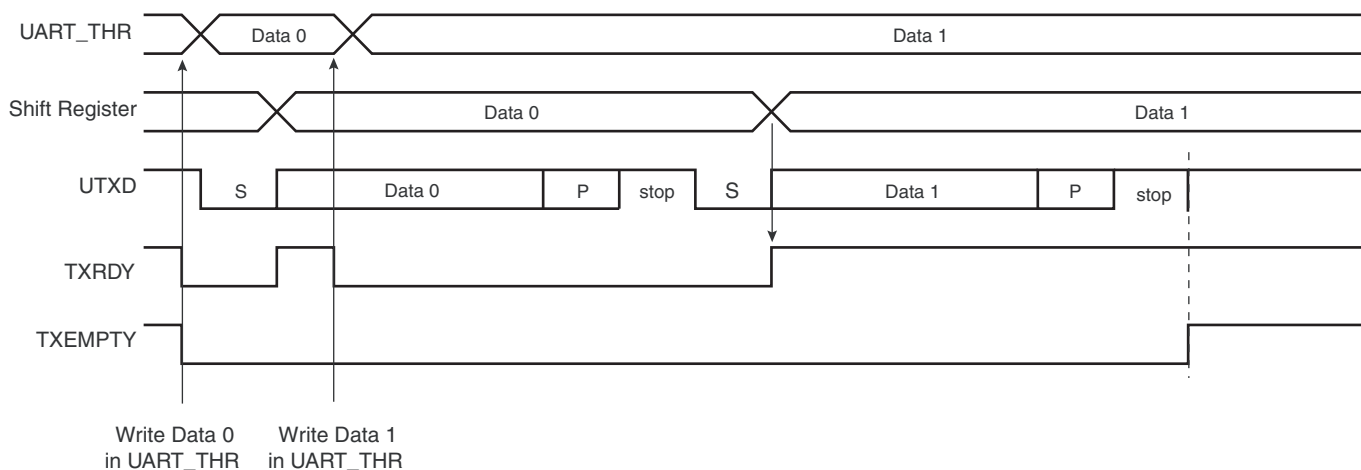 UART_THR
Data 0
Data 1
Shift Register
Data 0
Data 1
UTXD
S
Data 0
P
stop
S
Data 1
P
stop
TXRDY
TXEMPTY
Write Data 0
in UART_THR
Write Data 1
in UART_THR